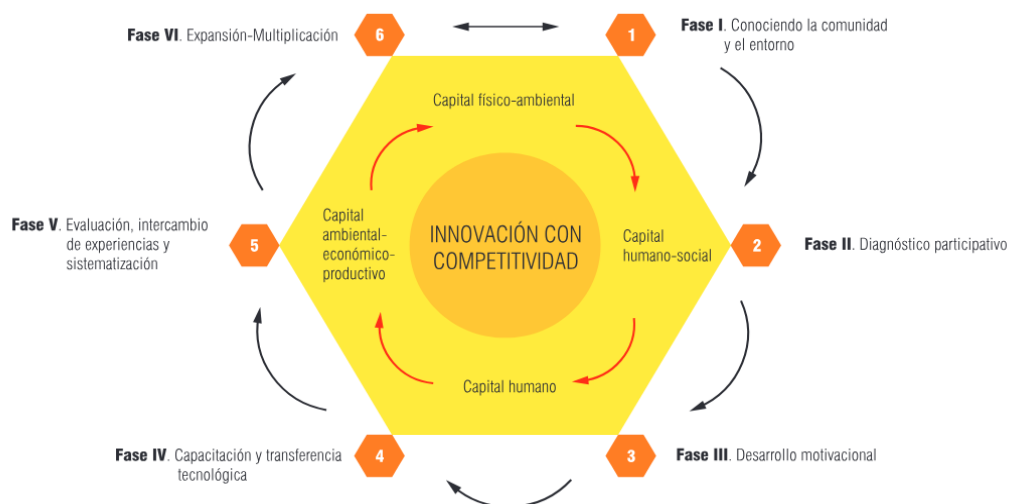 Fase VI. Expansión-Multiplicación
6
1
Fase I. Conociendo la comunidad
y el entorno
Capital físico-ambiental
Fase V. Evaluación, intercambio
de experiencias y
sistematización
5
Capital
ambiental-
económico-
productivo
INNOVACIÓN CON
COMPETITIVIDAD
Capital
humano-social
2
Fase II. Diagnóstico participativo
Capital humano
Fase IV. Capacitación y transferencia
tecnológica
4
3
Fase III. Desarrollo motivacional